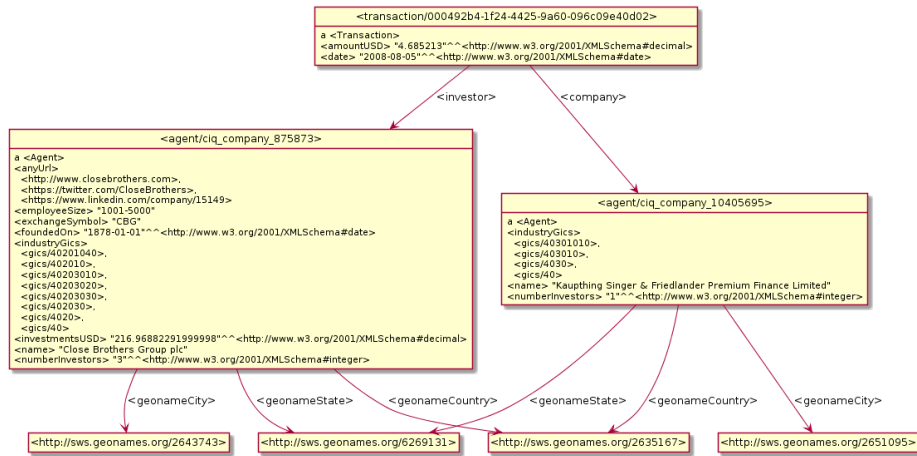 <transaction/000492b4-1f24-4425-9a60-096c09e40d02>
a <Transaction>
<amountUSD> "4.685213"^^<http://www.w3.org/2001/XMLSchema#decimal>
<date> "2008-08-05"^^<http://www.w3.org/2001/XMLSchema#date>
<investor>
<company>
<agent/ciq_company_875873>
a <Agent>
<anyUrl>
<http://www.closebrothers.com>,
<https://twitter.com/CloseBrothers>,
<https://www.linkedin.com/company/15149>
<employeeSize> "1001-5000"
<exchangeSymbol> "CBG"
<foundedOn> "1878-01-01"^^<http://www.w3.org/2001/XMLSchema#date>
<industryGics>
<gics/40201040>,
<gics/402010>,
<gics/40203010>,
<gics/40203020>,
<gics/40203030>,
<gics/402030>,
<gics/4020>,
<gics/40>
<investmentsUSD> "216.96882291999998"^^<http://www.w3.org/2001/XMLSchema#decimal>
<name> "Close Brothers Group plc"
<numberInvestors> "3"^^<http://www.w3.org/2001/XMLSchema#integer>
<agent/ciq_company_10405695>
a <Agent>
<industryGics>
<gics/40301010>,
<gics/403010>,
<gics/4030>,
<gics/40>
<name> "Kaupthing Singer & Friedlander Premium Finance Limited"
<numberInvestors> "1"^^<http://www.w3.org/2001/XMLSchema#integer>
<geonameCity>
<geonameState>
<geonameCountry>
<geonameState>
<geonameCountry>
<geonameCity>
<http://sws.geonames.org/2643743>
<http://sws.geonames.org/6269131>
<http://sws.geonames.org/2635167>
<http://sws.geonames.org/2651095>